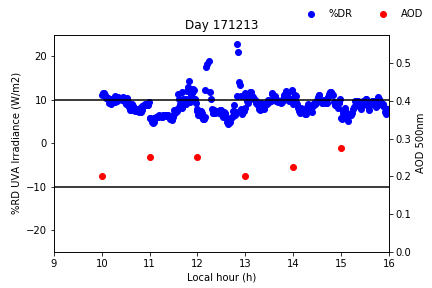 %DR AOD
Day 171213
%RD UVA Irradiance (W/m2)
20
10
0
−10
−20
0.5
0.4
0.3
0.2
0.1
0.0
AOD 500nm
9 10 11 12 13 14 15 16
Local hour (h)